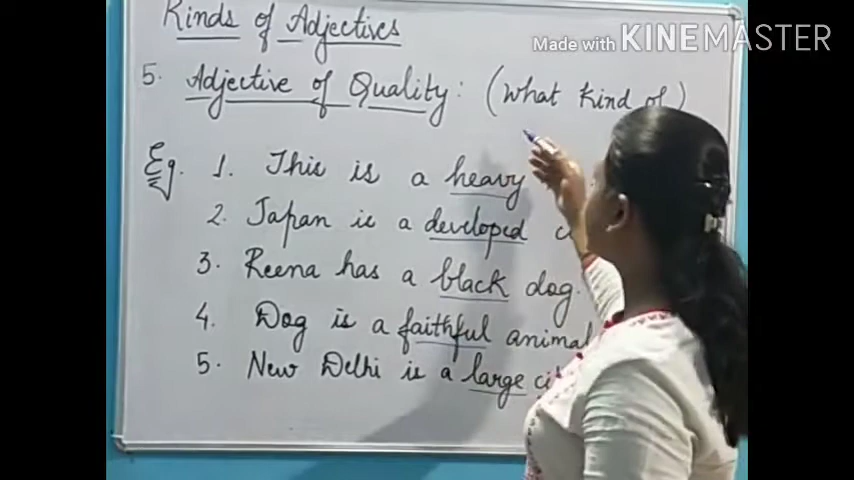 Kinds of Adjectives
Made with KINEMASTER
5. Adjective of Quality: (What kind of)
Eg. 1. This is a heavy
2. Japan is a developed
3. Reena has a black dog.
4. Dog is a faithful animal
5. New Delhi is a large